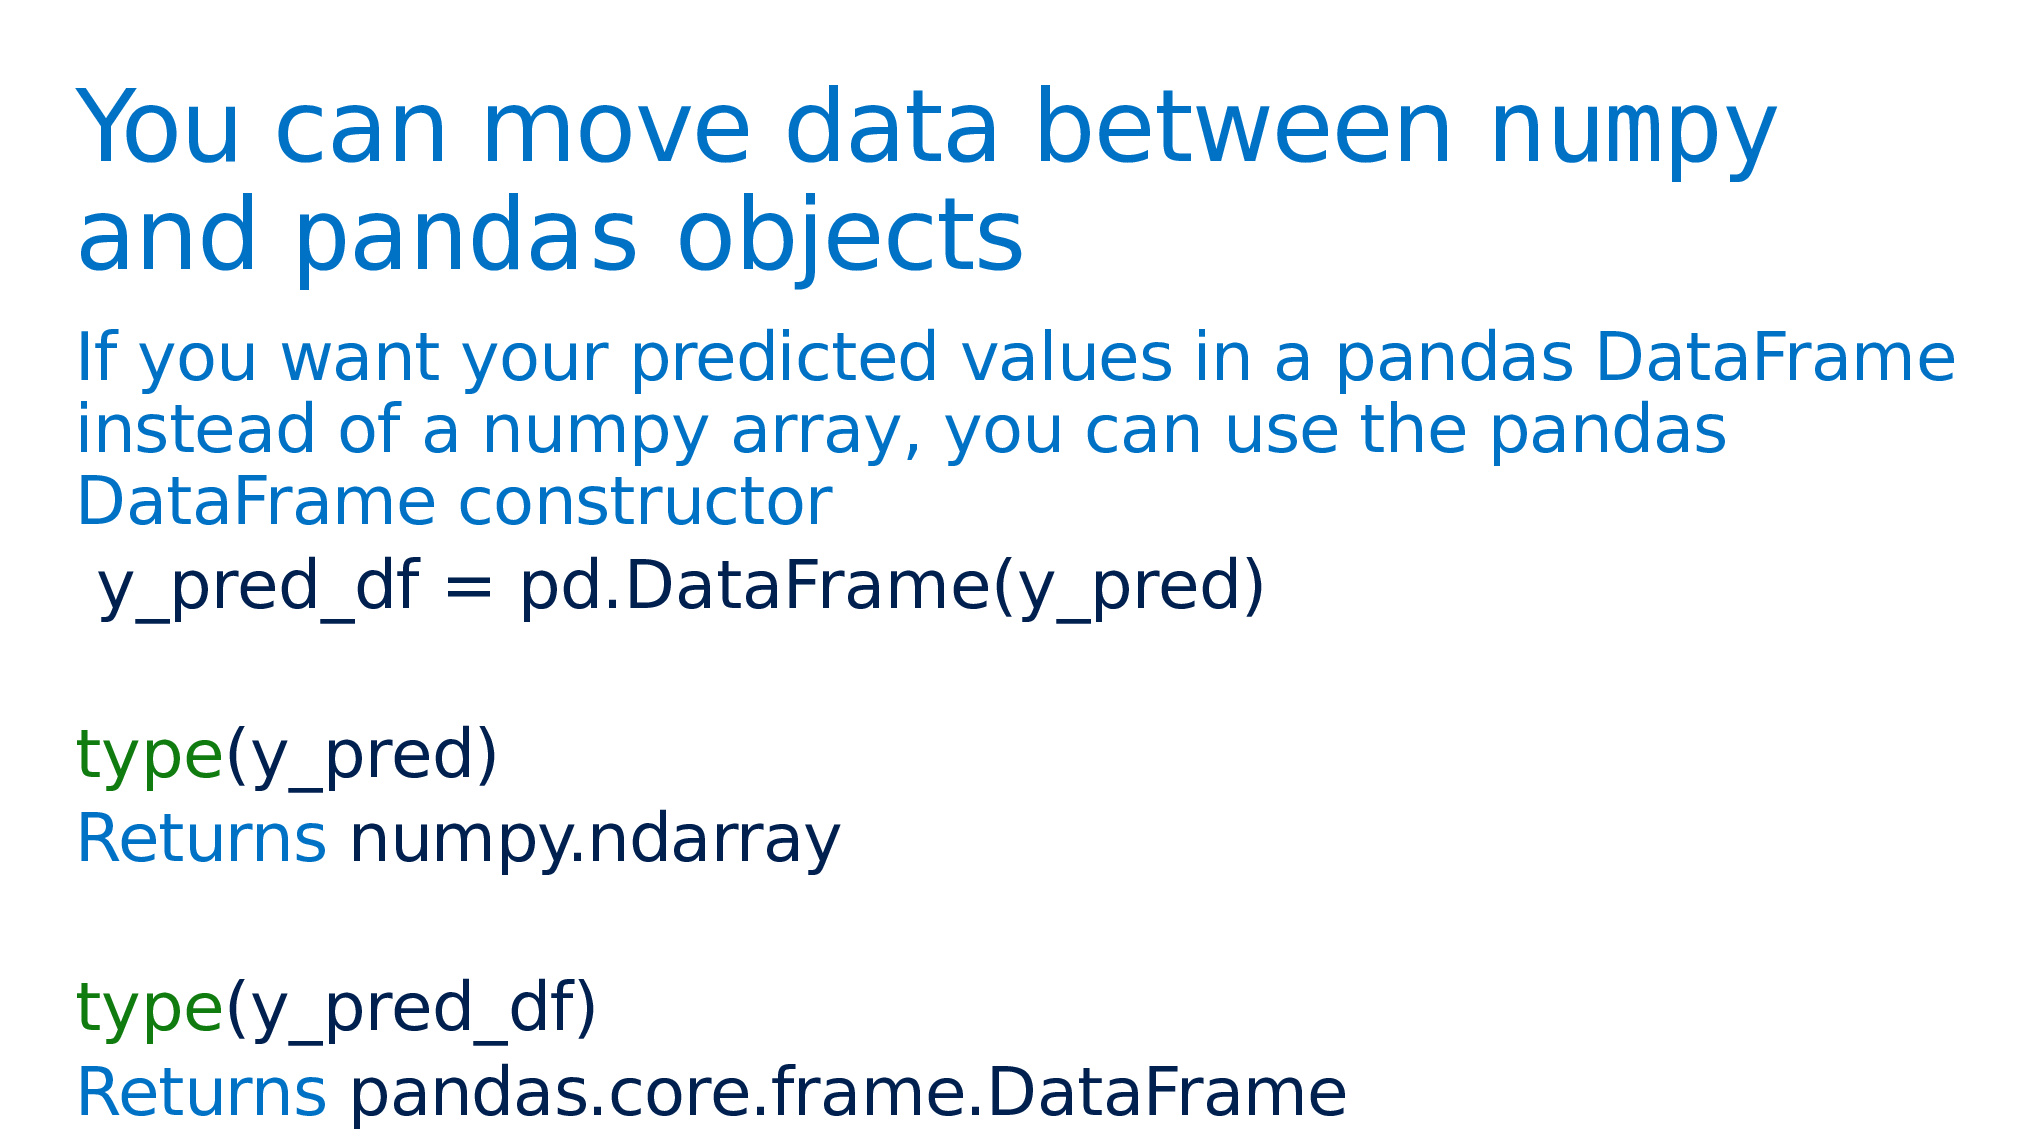 You can move data between numpy
and pandas objects
If you want your predicted values in a pandas DataFrame
instead of a numpy array, you can use the pandas
DataFrame constructor
y_pred_df = pd.DataFrame(y_pred)
type(y_pred)
Returns numpy.ndarray
type(y_pred_df)
Returns pandas.core.frame.DataFrame